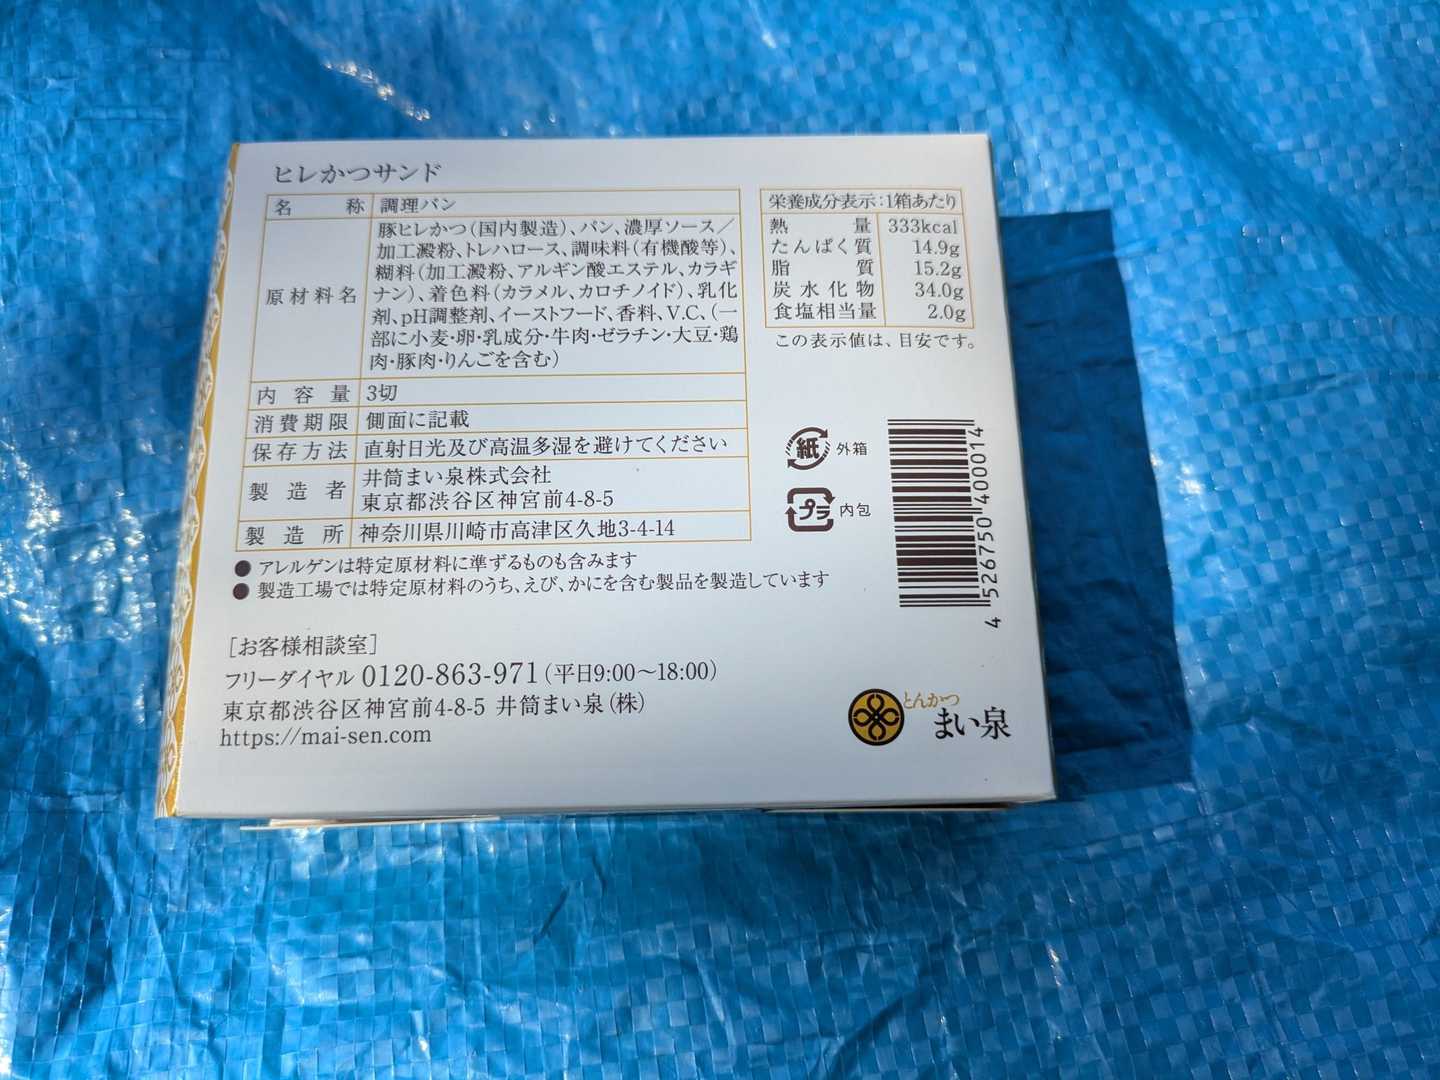 ヒレかつサンド
名称 調理パン
原材料名 豚ヒレかつ(国内製造)、パン、濃厚ソース／
加工澱粉、トレハロース、調味料(有機酸等)、
糊料(加工澱粉、アルギン酸エステル、カラギ
ナン)、着色料(カラメル、カロチノイド)、乳化
剤、pH調整剤、イーストフード、香料、V.C、(一
部に小麦・卵・乳成分・牛肉・ゼラチン・大豆・鶏
肉・豚肉・りんごを含む)
内容量 3切
消費期限 側面に記載
保存方法 直射日光及び高温多湿を避けてください
製造者 井筒まい泉株式会社
東京都渋谷区神宮前4-8-5
製造所 神奈川県川崎市高津区久地3-4-14
●アレルゲンは特定原材料に準ずるものも含みます
●製造工場では特定原材料のうち、えび、かにを含む製品を製造しています
[お客様相談室]
フリーダイヤル 0120-863-971(平日9:00〜18:00)
東京都渋谷区神宮前4-8-5 井筒まい泉(株)
https://mai-sen.com
栄養成分表示:1箱あたり
熱量 333kcal
たんぱく質 14.9g
脂質 15.2g
炭水化物 34.0g
食塩相当量 2.0g
この表示値は、目安です。
紙 外箱
プラ 内包
4 526750 400014
とんかつ
まい泉